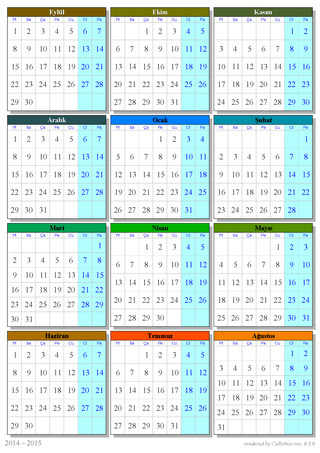 Eylül
Pt Sa Ça Pe Cu Ct Pa
1 2 3 4 5 6 7
8 9 10 11 12 13 14
15 16 17 18 19 20 21
22 23 24 25 26 27 28
29 30
Ekim
Pt Sa Ça Pe Cu Ct Pa
1 2 3 4 5
6 7 8 9 10 11 12
13 14 15 16 17 18 19
20 21 22 23 24 25 26
27 28 29 30 31
Kasım
Pt Sa Ça Pe Cu Ct Pa
1 2
3 4 5 6 7 8 9
10 11 12 13 14 15 16
17 18 19 20 21 22 23
24 25 26 27 28 29 30
Aralık
Pt Sa Ça Pe Cu Ct Pa
1 2 3 4 5 6 7
8 9 10 11 12 13 14
15 16 17 18 19 20 21
22 23 24 25 26 27 28
29 30 31
Ocak
Pt Sa Ça Pe Cu Ct Pa
1 2 3 4
5 6 7 8 9 10 11
12 13 14 15 16 17 18
19 20 21 22 23 24 25
26 27 28 29 30 31
Şubat
Pt Sa Ça Pe Cu Ct Pa
1
2 3 4 5 6 7 8
9 10 11 12 13 14 15
16 17 18 19 20 21 22
23 24 25 26 27 28
Mart
Pt Sa Ça Pe Cu Ct Pa
1
2 3 4 5 6 7 8
9 10 11 12 13 14 15
16 17 18 19 20 21 22
23 24 25 26 27 28 29
30 31
Nisan
Pt Sa Ça Pe Cu Ct Pa
1 2 3 4 5
6 7 8 9 10 11 12
13 14 15 16 17 18 19
20 21 22 23 24 25 26
27 28 29 30
Mayıs
Pt Sa Ça Pe Cu Ct Pa
1 2 3
4 5 6 7 8 9 10
11 12 13 14 15 16 17
18 19 20 21 22 23 24
25 26 27 28 29 30 31
Haziran
Pt Sa Ça Pe Cu Ct Pa
1 2 3 4 5 6 7
8 9 10 11 12 13 14
15 16 17 18 19 20 21
22 23 24 25 26 27 28
29 30
Temmuz
Pt Sa Ça Pe Cu Ct Pa
1 2 3 4 5
6 7 8 9 10 11 12
13 14 15 16 17 18 19
20 21 22 23 24 25 26
27 28 29 30 31
Ağustos
Pt Sa Ça Pe Cu Ct Pa
1 2
3 4 5 6 7 8 9
10 11 12 13 14 15 16
17 18 19 20 21 22 23
24 25 26 27 28 29 30
31
2014 – 2015
rendered by Callirhoe ver.